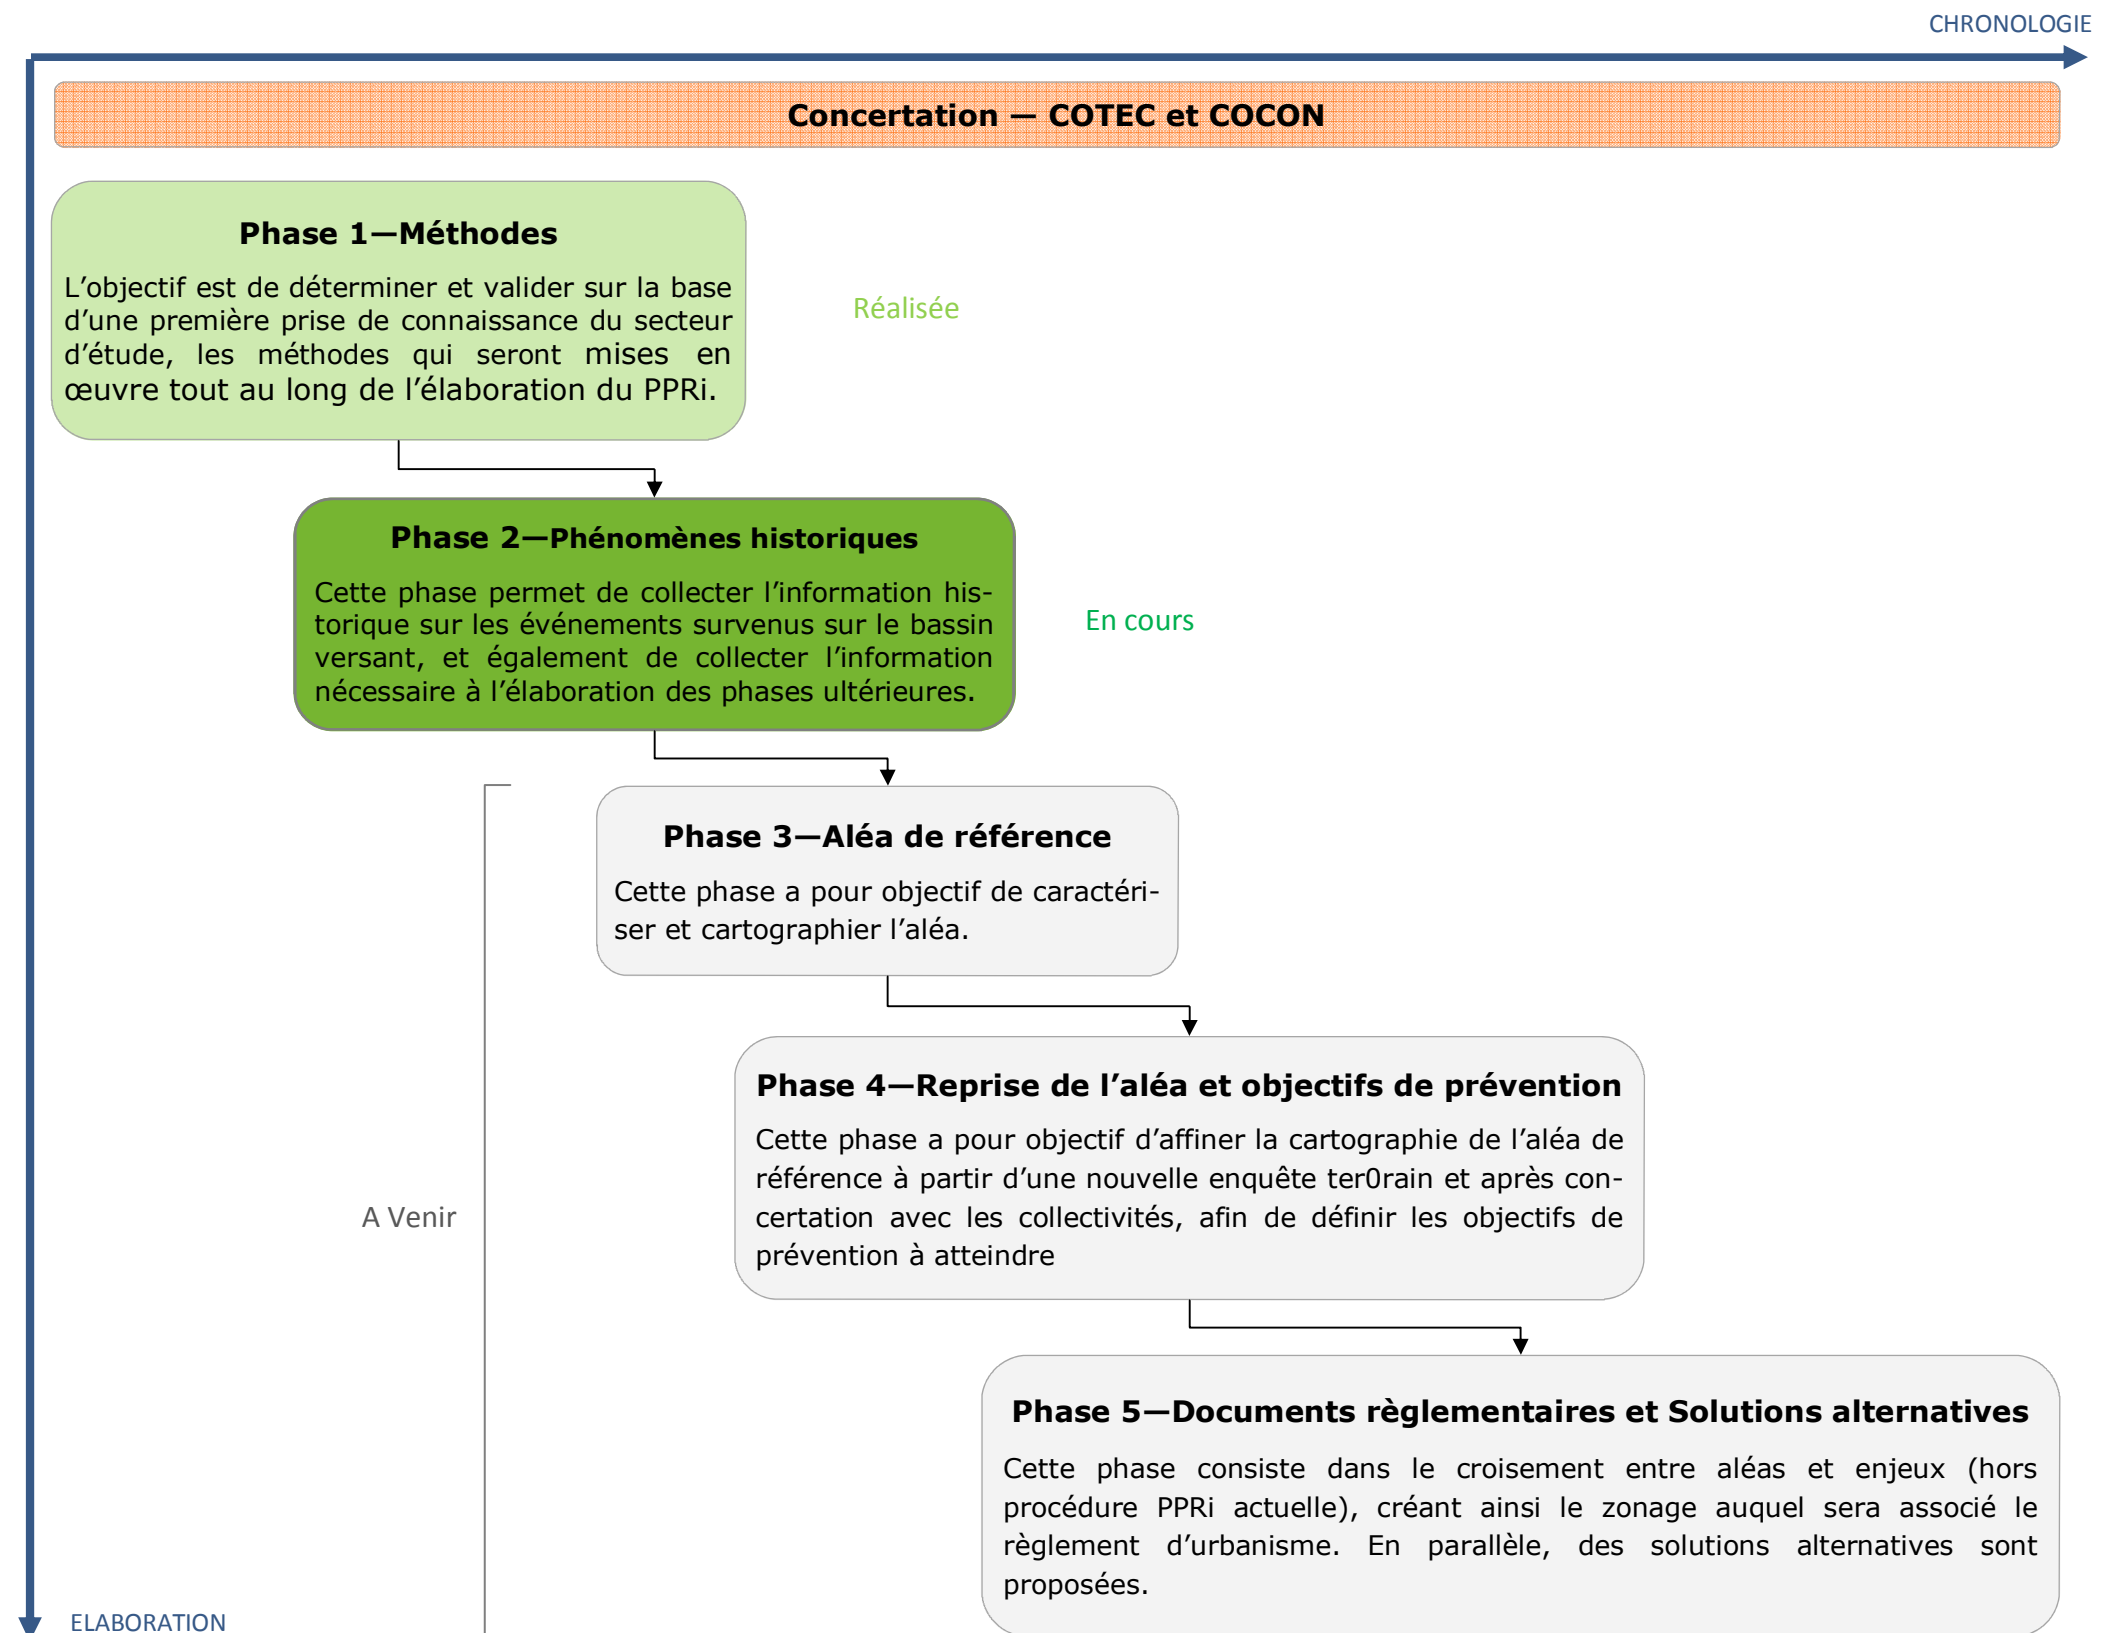 CHRONOLOGIE
Concertation — COTEC et COCON
Phase 1—Méthodes
L’objectif est de déterminer et valider sur la base
d’une première prise de connaissance du secteur
d’étude, les méthodes qui seront mises en
œuvre tout au long de l’élaboration du PPRi.
Réalisée
Phase 2—Phénomènes historiques
Cette phase permet de collecter l’information his-
torique sur les événements survenus sur le bassin
versant, et également de collecter l’information
nécessaire à l’élaboration des phases ultérieures.
En cours
Phase 3—Aléa de référence
Cette phase a pour objectif de caractéri-
ser et cartographier l’aléa.
Phase 4—Reprise de l’aléa et objectifs de prévention
Cette phase a pour objectif d’affiner la cartographie de l’aléa de
référence à partir d’une nouvelle enquête ter0rain et après con-
certation avec les collectivités, afin de définir les objectifs de
prévention à atteindre
A Venir
Phase 5—Documents règlementaires et Solutions alternatives
Cette phase consiste dans le croisement entre aléas et enjeux (hors
procédure PPRi actuelle), créant ainsi le zonage auquel sera associé le
règlement d’urbanisme. En parallèle, des solutions alternatives sont
proposées.
ELABORATION